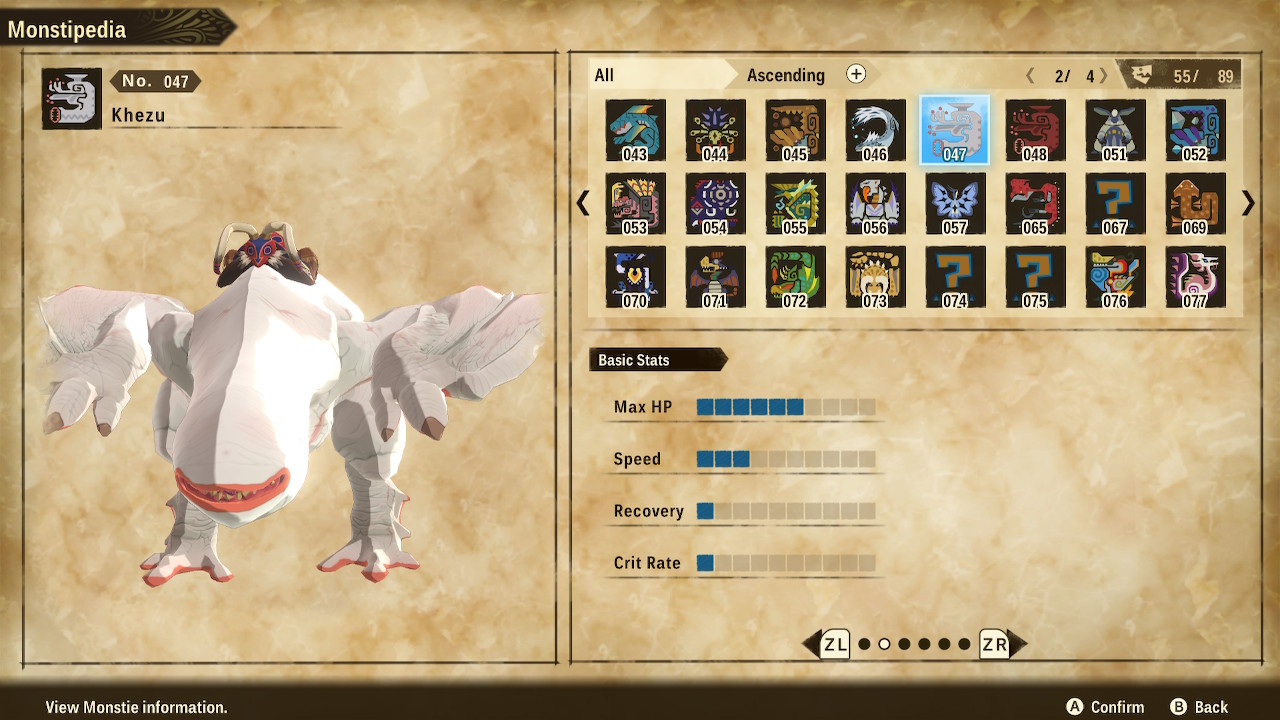 Monstipedia
No. 047
Khezu
All
Ascending
2/ 4
55/ 89
043 044 045 046 047 048 051 052
053 054 055 056 057 065 067 069
070 071 072 073 074 075 076 077
Basic Stats
Max HP
Speed
Recovery
Crit Rate
ZL ZR
View Monstie information.
A Confirm B Back